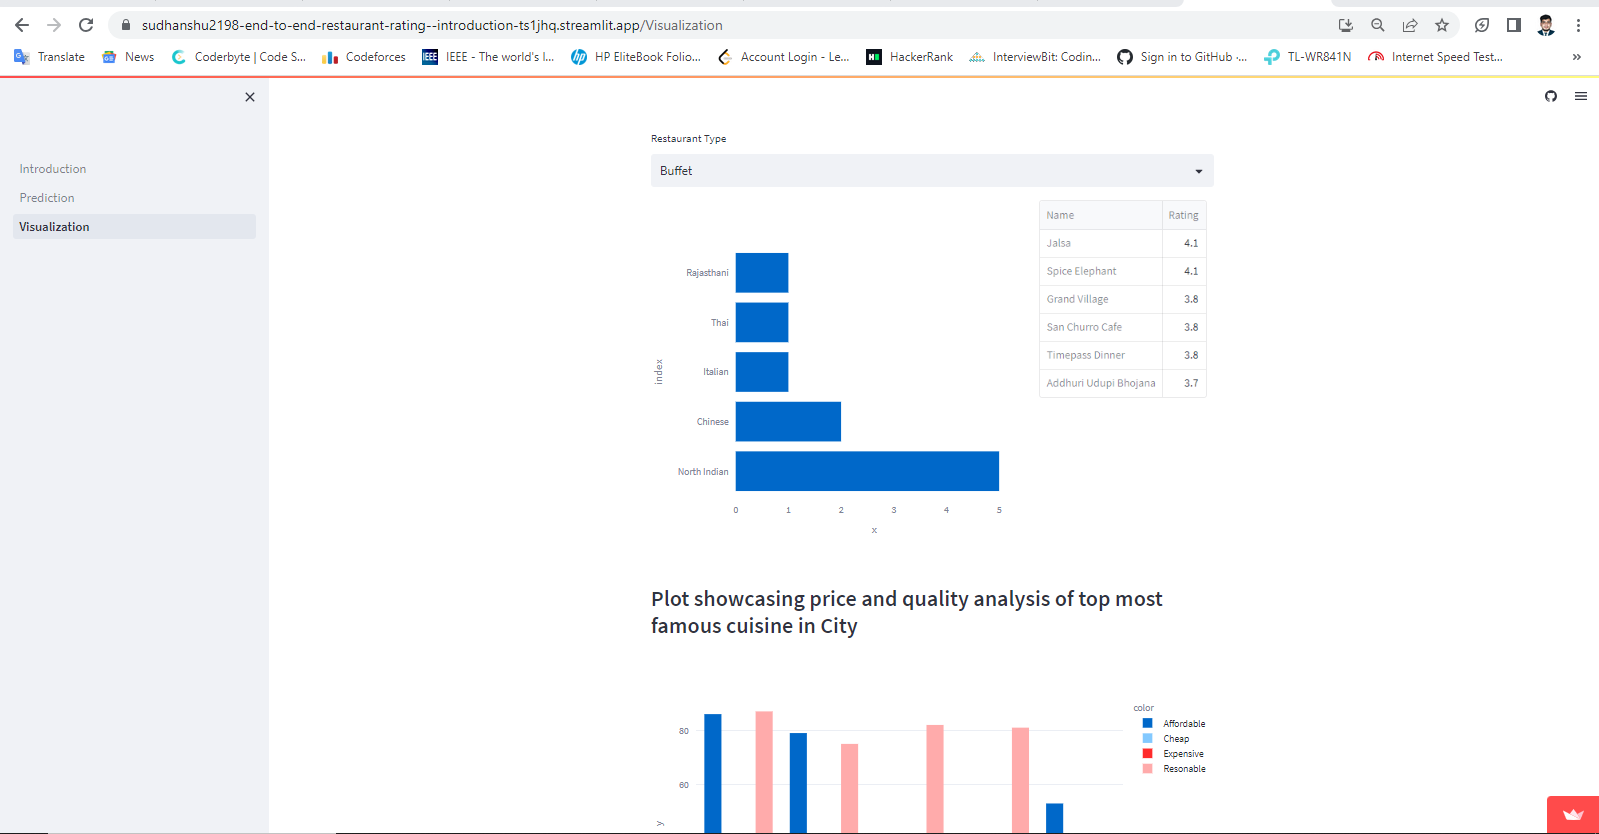 sudhanshu2198-end-to-end-restaurant-rating--introduction-ts1jhq.streamlit.app/Visualization
Translate
News
Coderbyte | Code S...
Codeforces
IEEE
IEEE - The world's l...
hp
HP EliteBook Folio...
Account Login - Le...
HackerRank
InterviewBit: Codin...
Sign in to GitHub ·...
TL-WR841N
Internet Speed Test...
»
Introduction
Prediction
Visualization
Restaurant Type
Buffet
Name Rating
Jalsa 4.1
Spice Elephant 4.1
Grand Village 3.8
San Churro Cafe 3.8
Timepass Dinner 3.8
Addhuri Udupi Bhojana 3.7
Rajasthani
Thai
Italian
Chinese
North Indian
index
0 1 2 3 4 5
x
Plot showcasing price and quality analysis of top most
famous cuisine in City
80
60
y
color
Affordable
Cheap
Expensive
Resonable